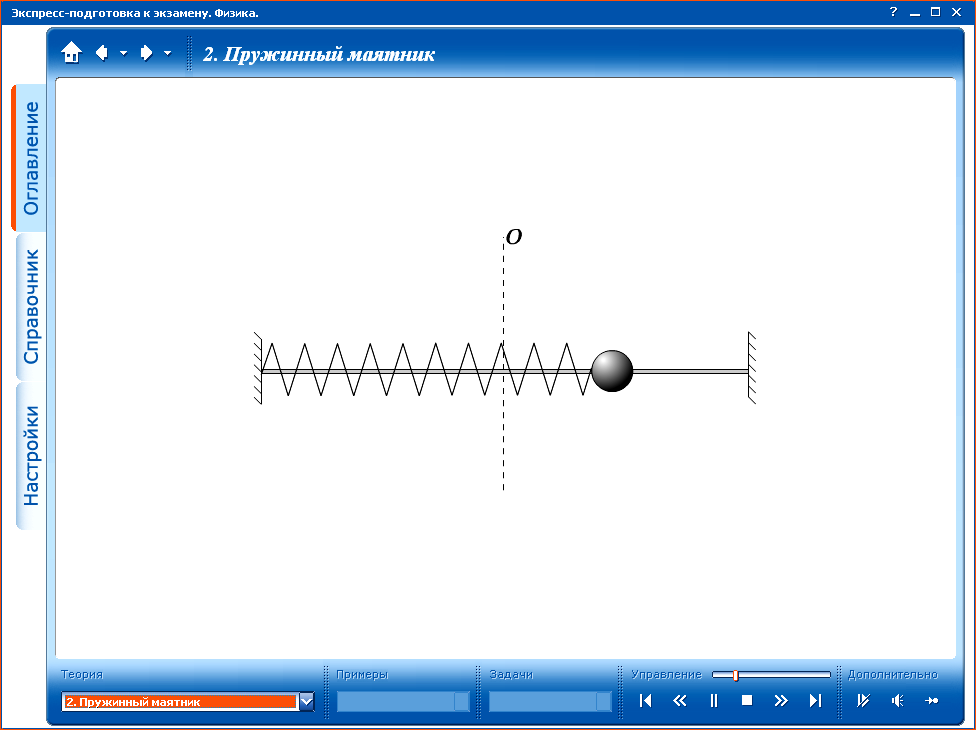 Экспресс-подготовка к экзамену. Физика.
2. Пружинный маятник
Оглавление
Справочник
Настройки
O
Теория
Примеры
Задачи
Управление
Дополнительно
2. Пружинный маятник